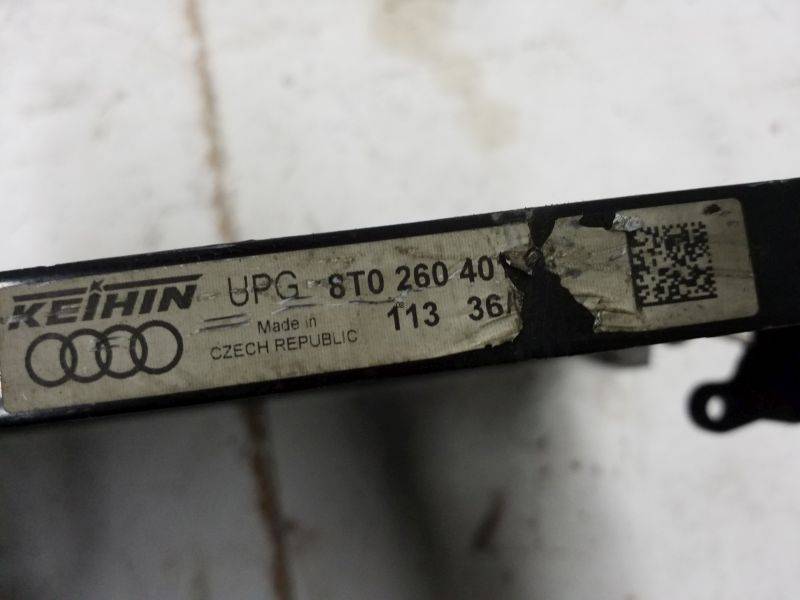 KEIHIN
UPG 8T0 260 401
Made in
CZECH REPUBLIC
113 36